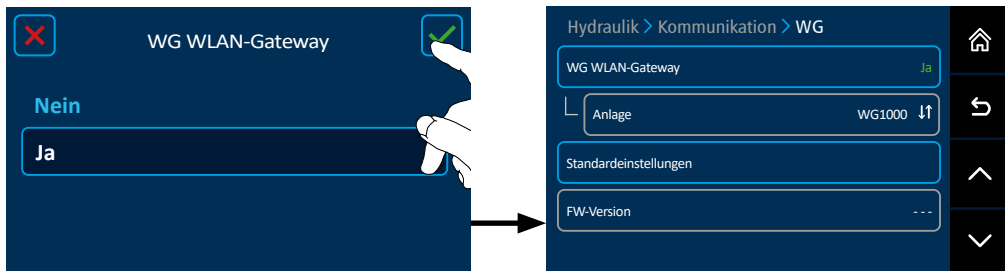 WG WLAN-Gateway
Nein
Ja
Hydraulik > Kommunikation > WG
WG WLAN-Gateway Ja
Anlage WG1000
Standardeinstellungen
FW-Version ---